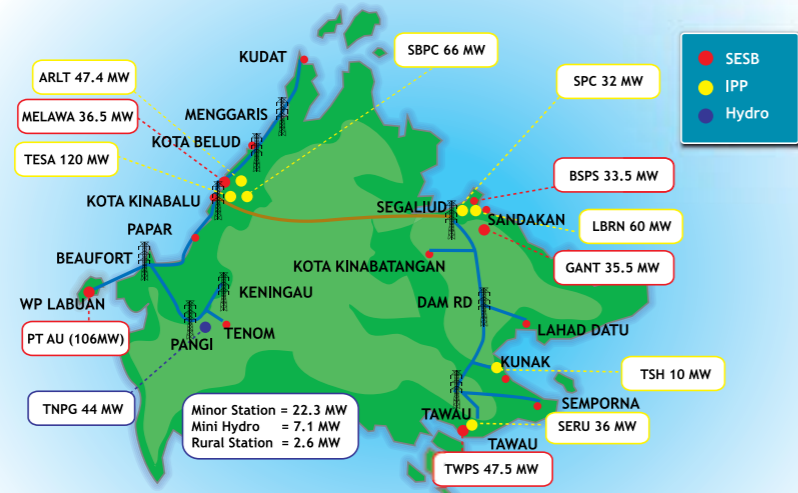 SBPC 66 MW
KUDAT
SESB
ARLT 47.4 MW
SPC 32 MW
IPP
MENGGARIS
MELAWA 36.5 MW
Hydro
KOTA BELUD
TESA 120 MW
BSPS 33.5 MW
KOTA KINABALU
SEGALIUD
SANDAKAN
LBRN 60 MW
PAPAR
BEAUFORT
KOTA KINABATANGAN
GANT 35.5 MW
KENINGAU
WP LABUAN
DAM RD
TENOM
LAHAD DATU
PT AU (106MW)
PANGI
KUNAK
TSH 10 MW
TNPG 44 MW
Minor Station = 22.3 MW
Mini Hydro = 7.1 MW
Rural Station = 2.6 MW
SEMPORNA
TAWAU
SERU 36 MW
TAWAU
TWPS 47.5 MW